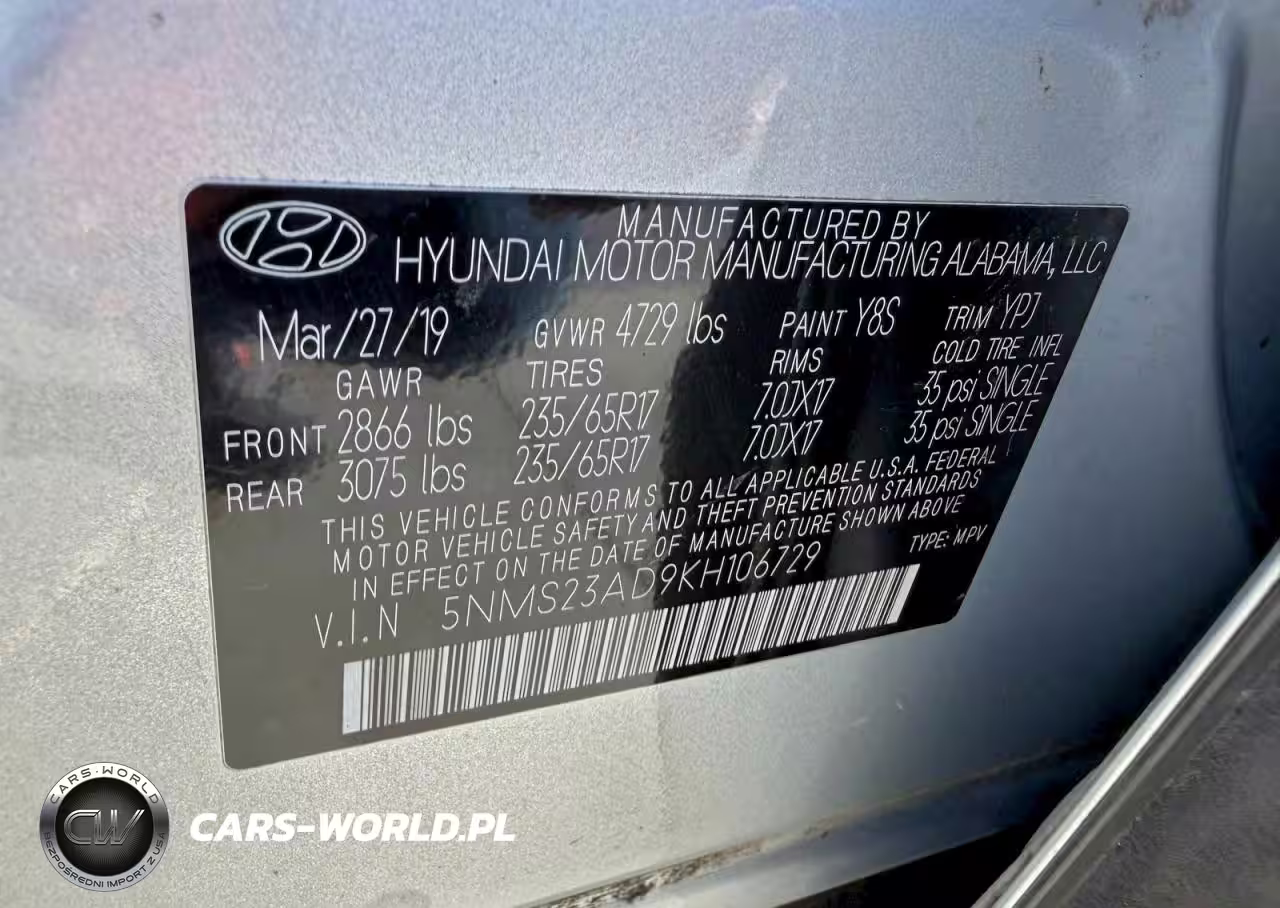 MANUFACTURED BY
HYUNDAI MOTOR MANUFACTURING ALABAMA, LLC
Mar/27/19 GVWR 4729 lbs PAINT Y8S TRIM YPJ
GAWR TIRES RIMS COLD TIRE INFL
FRONT 2866 lbs 235/65R17 7.0JX17 35 psi SINGLE
REAR 3075 lbs 235/65R17 7.0JX17 35 psi SINGLE
THIS VEHICLE CONFORMS TO ALL APPLICABLE U.S.A. FEDERAL
MOTOR VEHICLE SAFETY AND THEFT PREVENTION STANDARDS
IN EFFECT ON THE DATE OF MANUFACTURE SHOWN ABOVE
V.I.N 5NMS23AD9KH106729 TYPE: MPV
CARS-WORLD
CW
BEZPOŚREDNI IMPORT Z USA
CARS-WORLD.PL